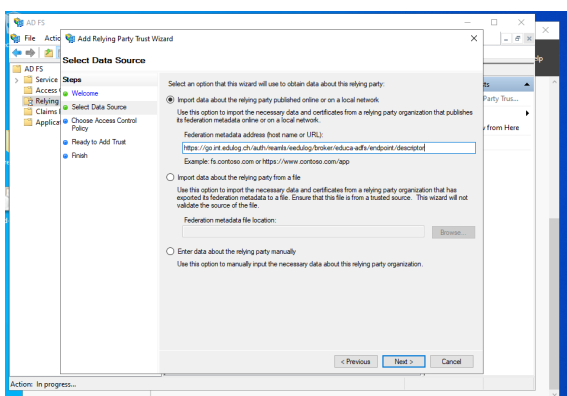 AD FS
File Actio
Add Relying Party Trust Wizard
Select Data Source
AD FS
Service
Access
Relying
Claims
Applica
Steps
Welcome
Select Data Source
Choose Access Control
Policy
Ready to Add Trust
Finish
Select an option that this wizard will use to obtain data about this relying party:
Import data about the relying party published online or on a local network
Use this option to import the necessary data and certificates from a relying party organization that publishes
its federation metadata online or on a local network.
Federation metadata address (host name or URL):
https://go.int.edulog.ch/auth/reamls/eedulog/broker/educa-adfs/endpoint/descriptor
Example: fs.contoso.com or https://www.contoso.com/app
Import data about the relying party from a file
Use this option to import the necessary data and certificates from a relying party organization that has
exported its federation metadata to a file. Ensure that this file is from a trusted source. This wizard will not
validate the source of the file.
Federation metadata file location:
Browse...
Enter data about the relying party manually
Use this option to manually input the necessary data about this relying party organization.
< Previous
Next >
Cancel
elp
ts
Party Trus...
v from Here
Action: In progress...